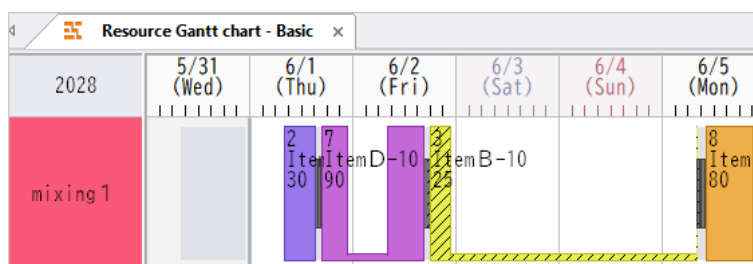 Resource Gantt chart - Basic ×
2028
5/31 6/1 6/2 6/3 6/4 6/5
(Wed) (Thu) (Fri) (Sat) (Sun) (Mon)
mixing1
2 7 3 8
ItemD-10 ItemB-10 Item
30 90 25 80